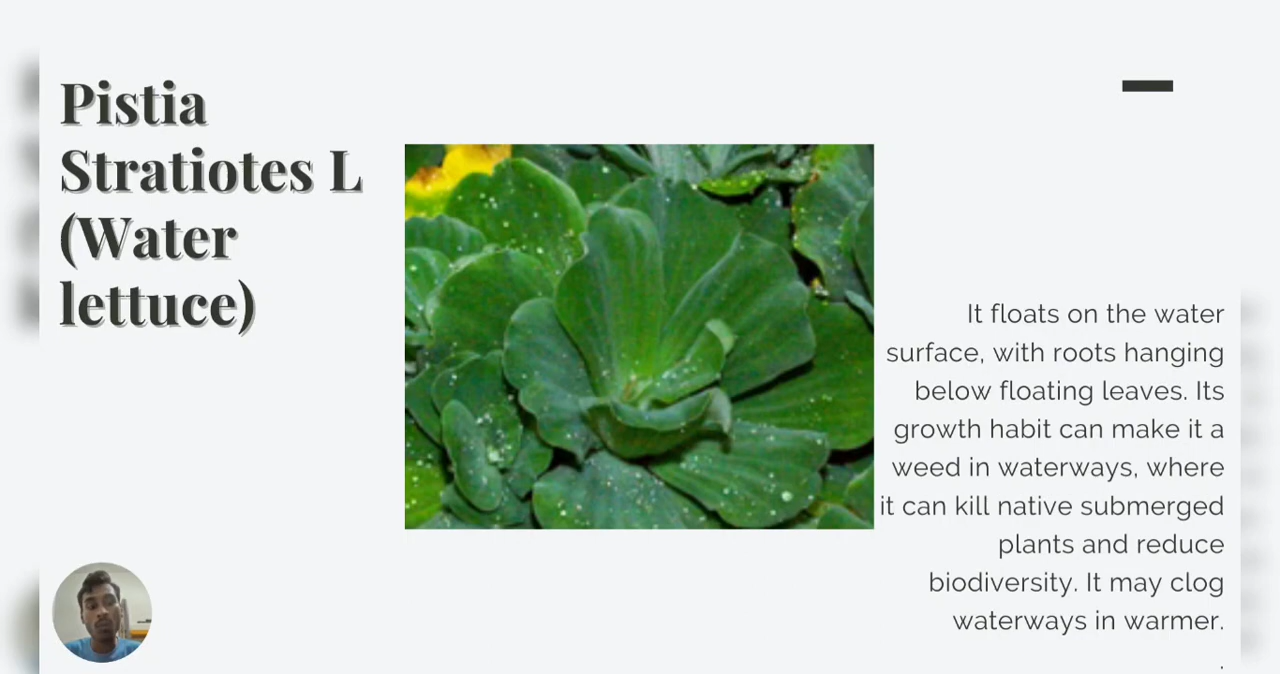 Pistia
Stratiotes L
(Water
lettuce)
It floats on the water
surface, with roots hanging
below floating leaves. Its
growth habit can make it a
weed in waterways, where
it can kill native submerged
plants and reduce
biodiversity. It may clog
waterways in warmer.
.